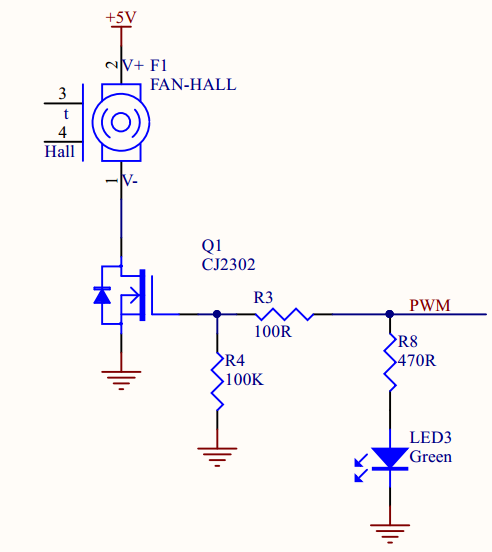 +5V
2
V+ F1
FAN-HALL
3
t
4
Hall
1
V-
Q1
CJ2302
R3
100R
PWM
R8
470R
R4
100K
LED3
Green